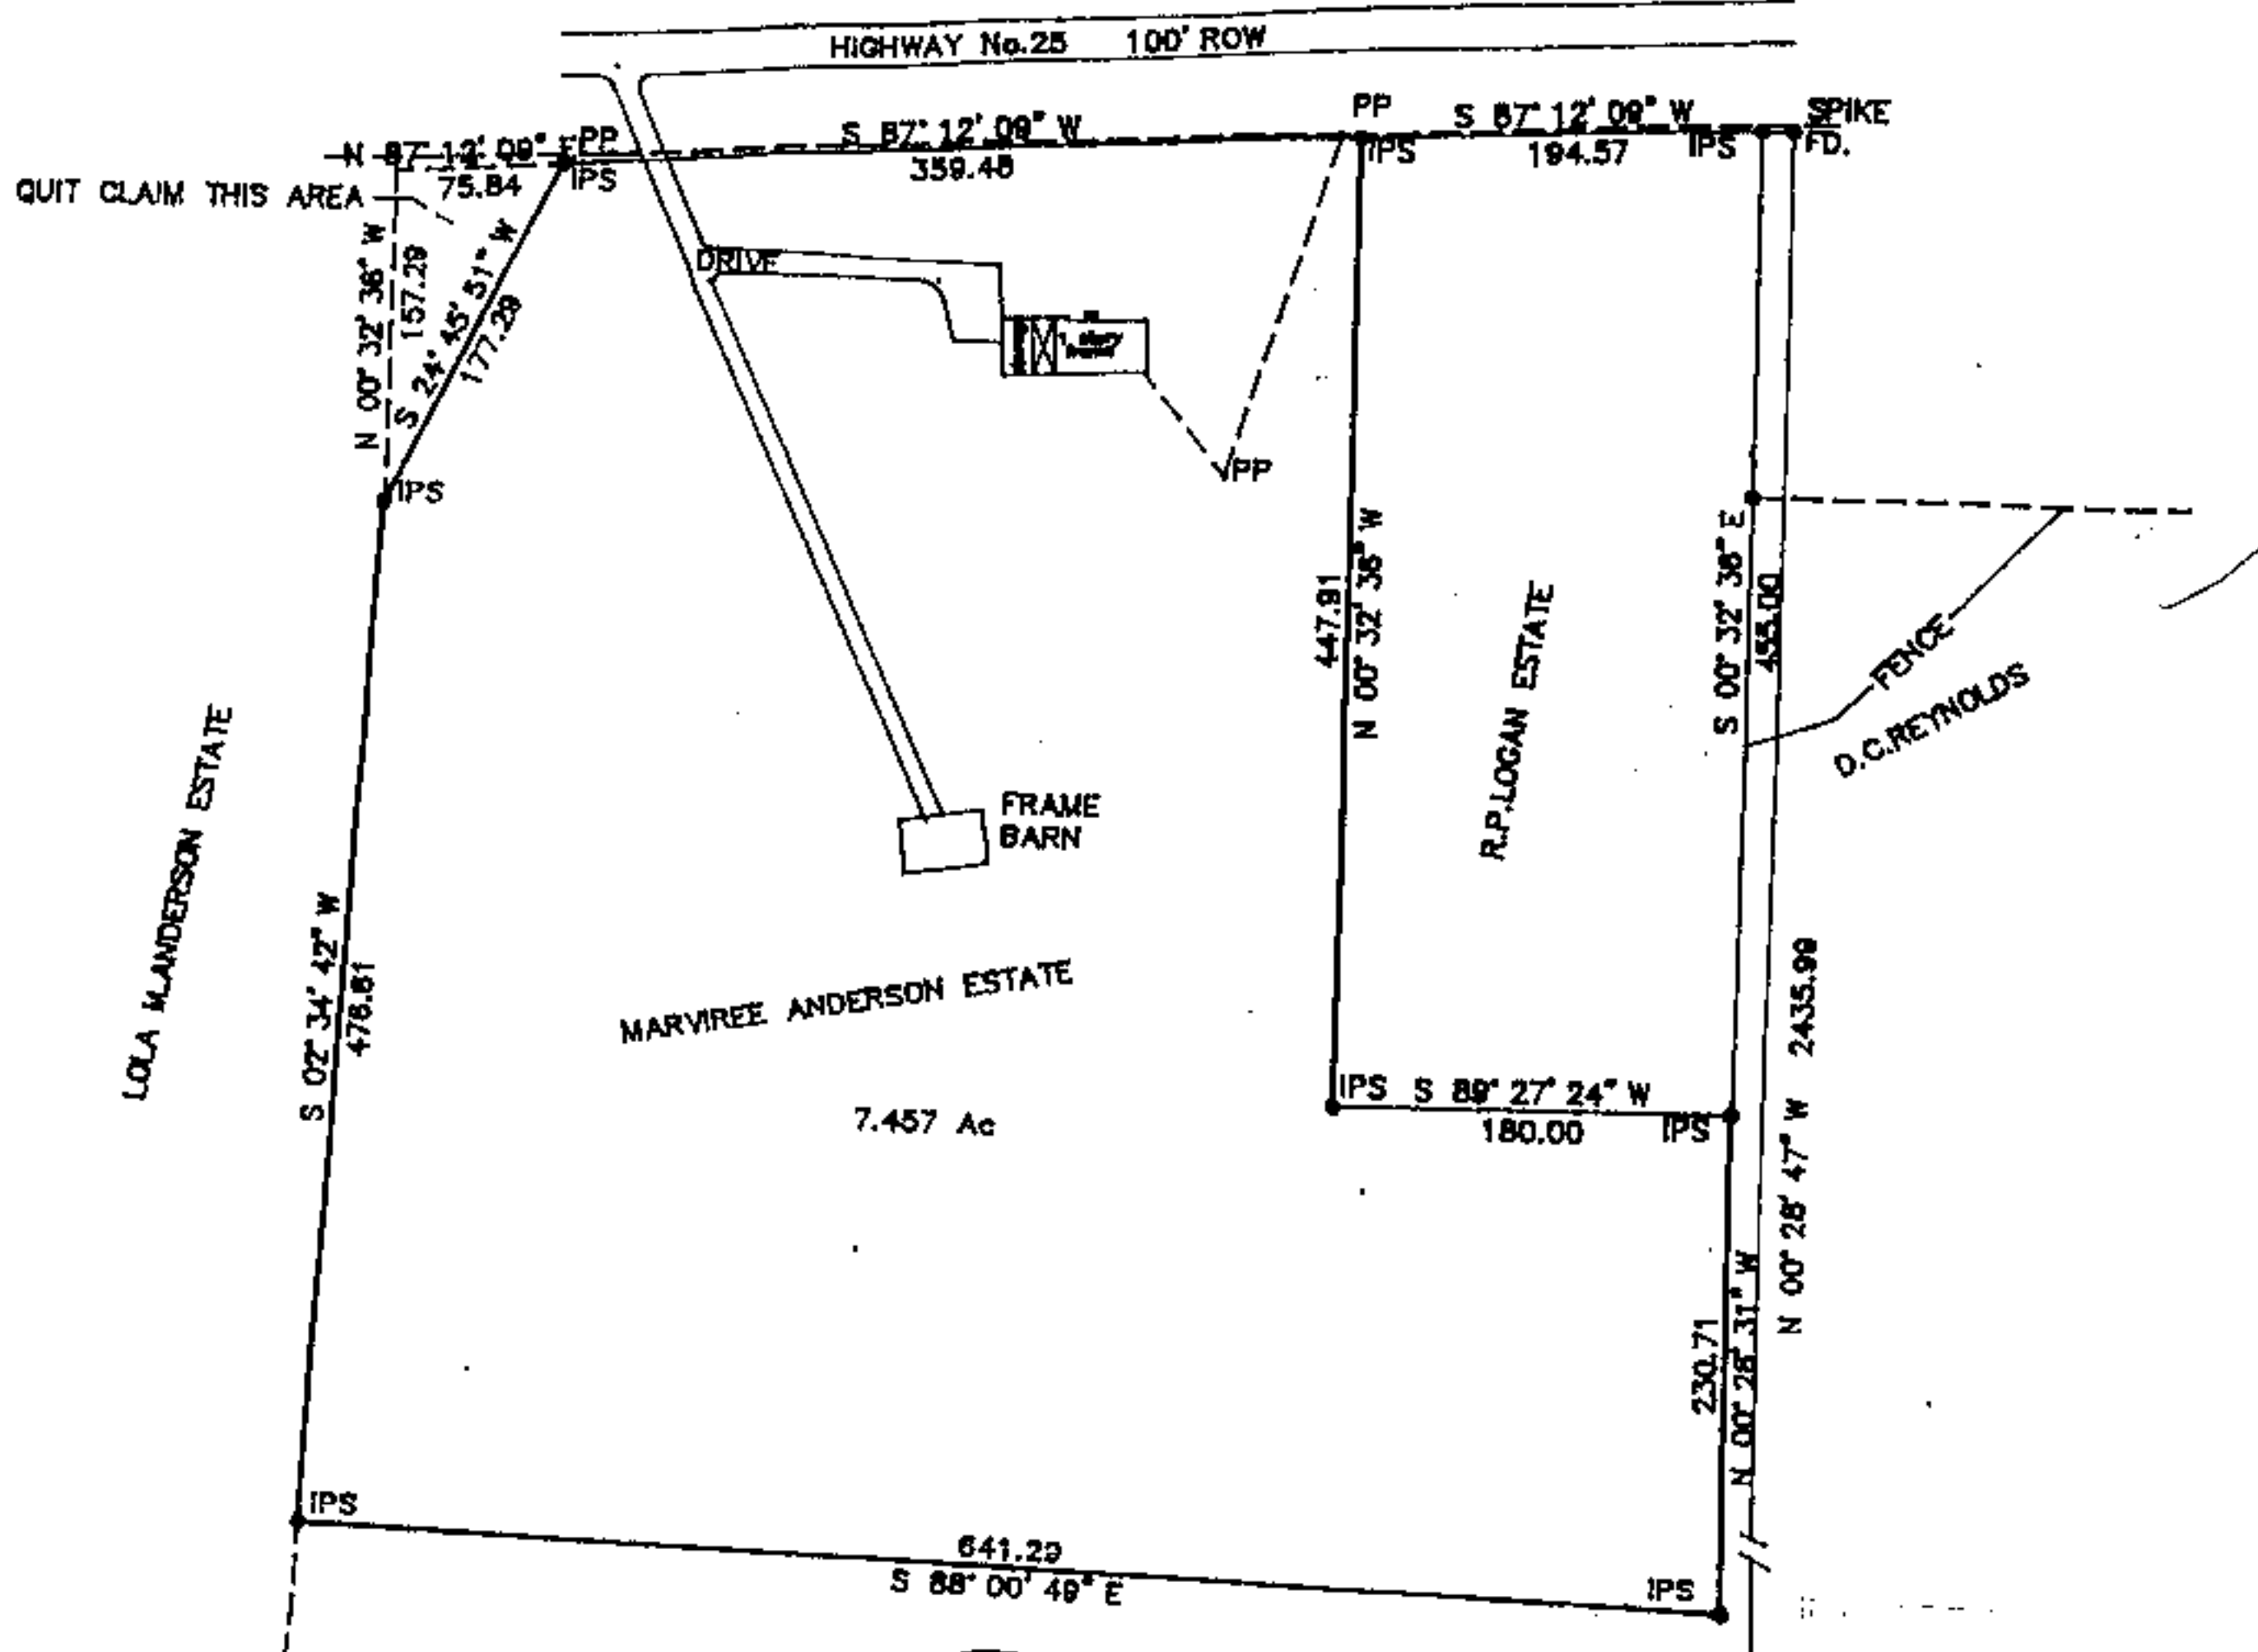 HIGHWAY No.25 100' ROW
N 87° 12' 09" E
75.84
PP
IPS
S 87° 12' 09" W
359.48
PP
IPS
S 87° 12' 09" W
194.57
IPS
SPIKE
FD.
QUIT CLAIM THIS AREA
N 00° 32' 36" W
157.29
S 24° 45' 51" W
177.29
DRIVE
1 story
PP
IPS
447.91
N 00° 32' 36" W
R.P.LOGAN ESTATE
S 00° 32' 36" E
455.00
FENCE
D.C.REYNOLDS
LOLA M.ANDERSON ESTATE
FRAME
BARN
S 02° 34' 42" W
478.61
MARVIREE ANDERSON ESTATE
7.457 Ac
IPS S 89° 27' 24" W
180.00
IPS
2435.99
N 00° 28' 47" W
230.71
N 00° 28' 31" W
IPS
641.29
S 88° 00' 49" E
IPS